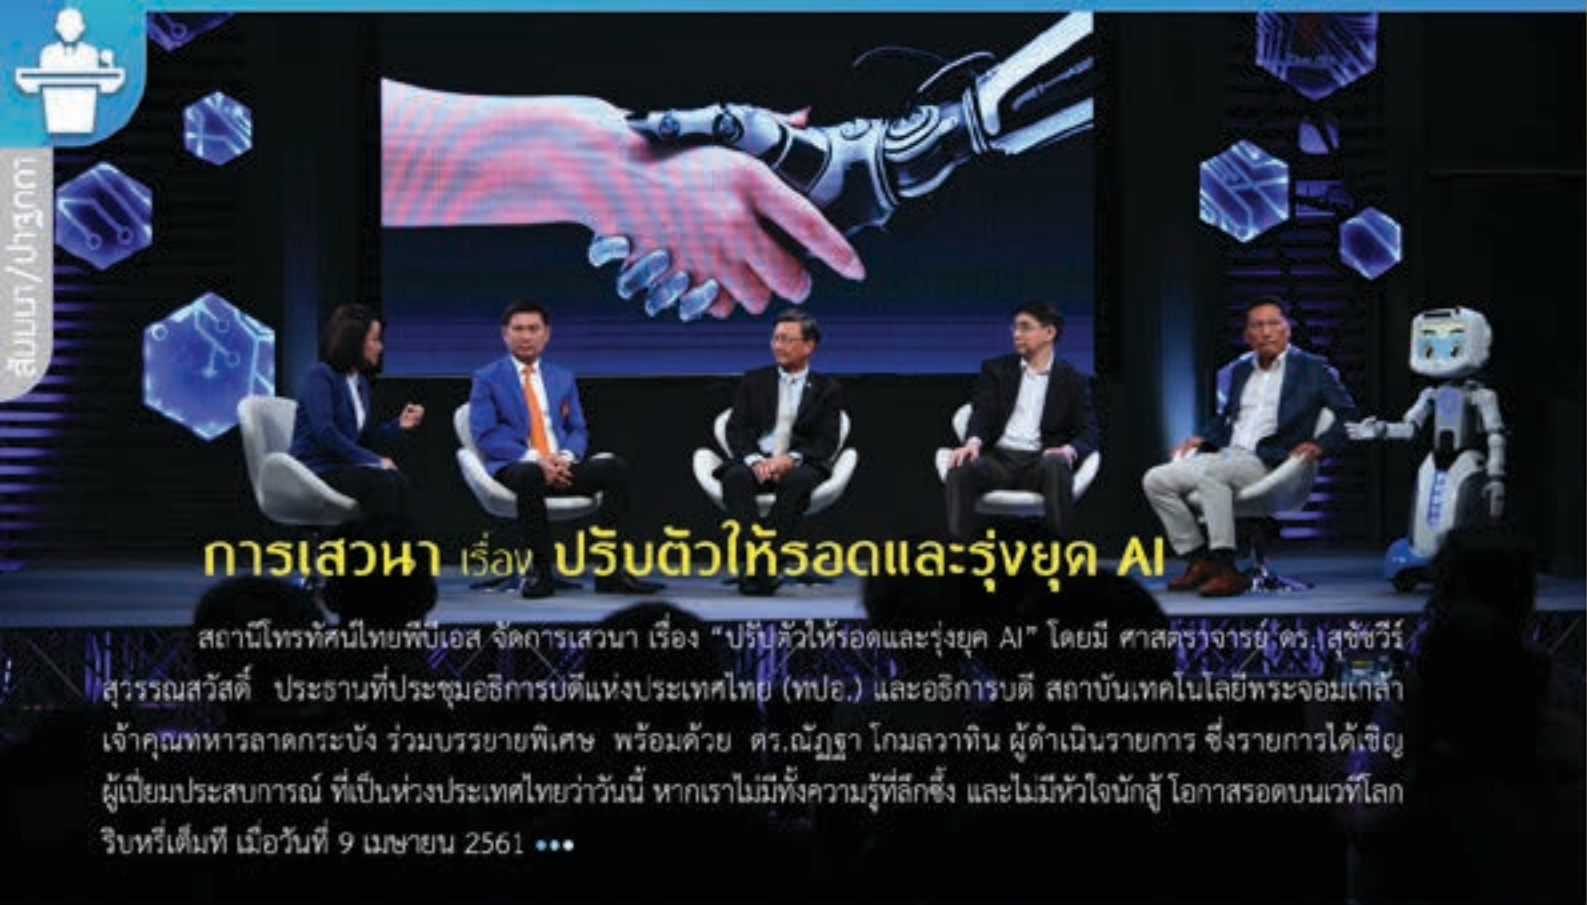 สัมมนา/ปาฐกถา
การเสวนา เรื่อง ปรับตัวให้รอดและรุ่งยุค AI
สถานีโทรทัศน์ไทยพีบีเอส จัดการเสวนา เรื่อง “ปรับตัวให้รอดและรุ่งยุค AI” โดยมี ศาสตราจารย์ ดร. สุชัชวีร์
สุวรรณสวัสดิ์ ประธานที่ประชุมอธิการบดีแห่งประเทศไทย (ทปอ.) และอธิการบดี สถาบันเทคโนโลยีพระจอมเกล้า
เจ้าคุณทหารลาดกระบัง ร่วมบรรยายพิเศษ พร้อมด้วย ดร.ณัฏฐา โกมลวาทิน ผู้ดำเนินรายการ ซึ่งรายการได้เชิญ
ผู้เปี่ยมประสบการณ์ ที่เป็นห่วงประเทศไทยว่าวันนี้ หากเราไม่มีทั้งความรู้ที่ลึกซึ้ง และไม่มีหัวใจนักสู้ โอกาสรอดบนเวทีโลก
ริบหรี่เต็มที เมื่อวันที่ 9 เมษายน 2561